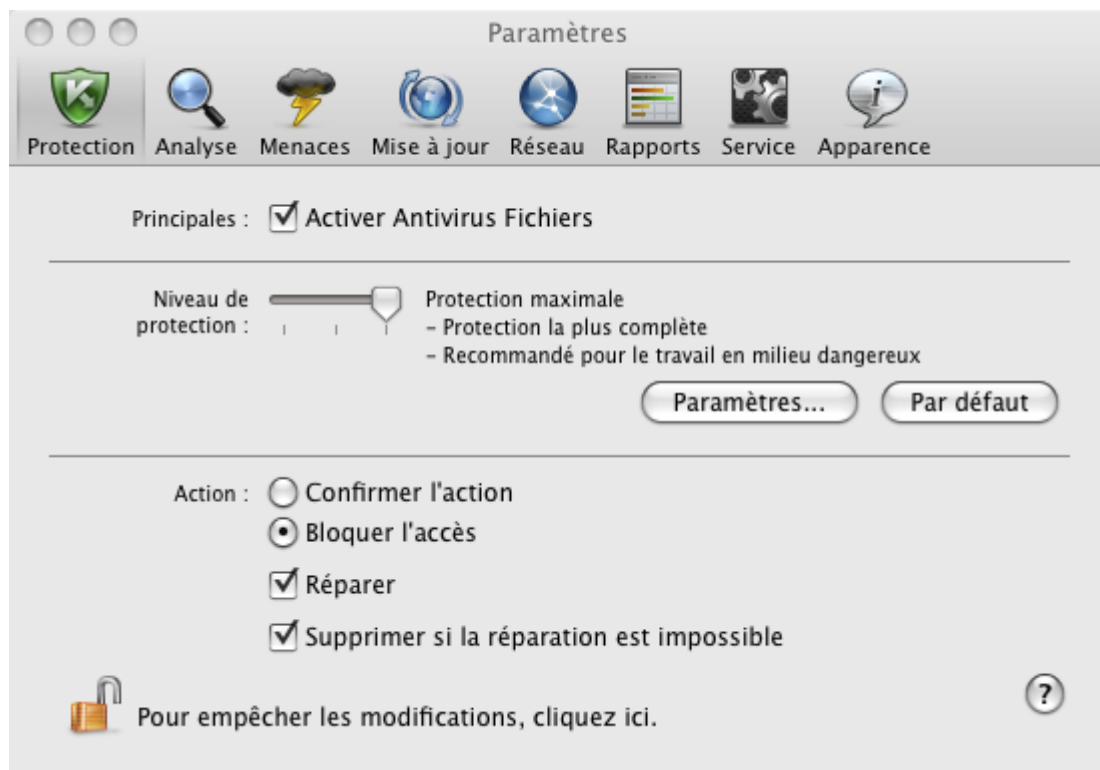 Paramètres
Protection Analyse Menaces Mise à jour Réseau Rapports Service Apparence
Principales : Activer Antivirus Fichiers
Niveau de protection :
Protection maximale
– Protection la plus complète
– Recommandé pour le travail en milieu dangereux
Paramètres... Par défaut
Action : Confirmer l'action
Bloquer l'accès
Réparer
Supprimer si la réparation est impossible
Pour empêcher les modifications, cliquez ici. ?